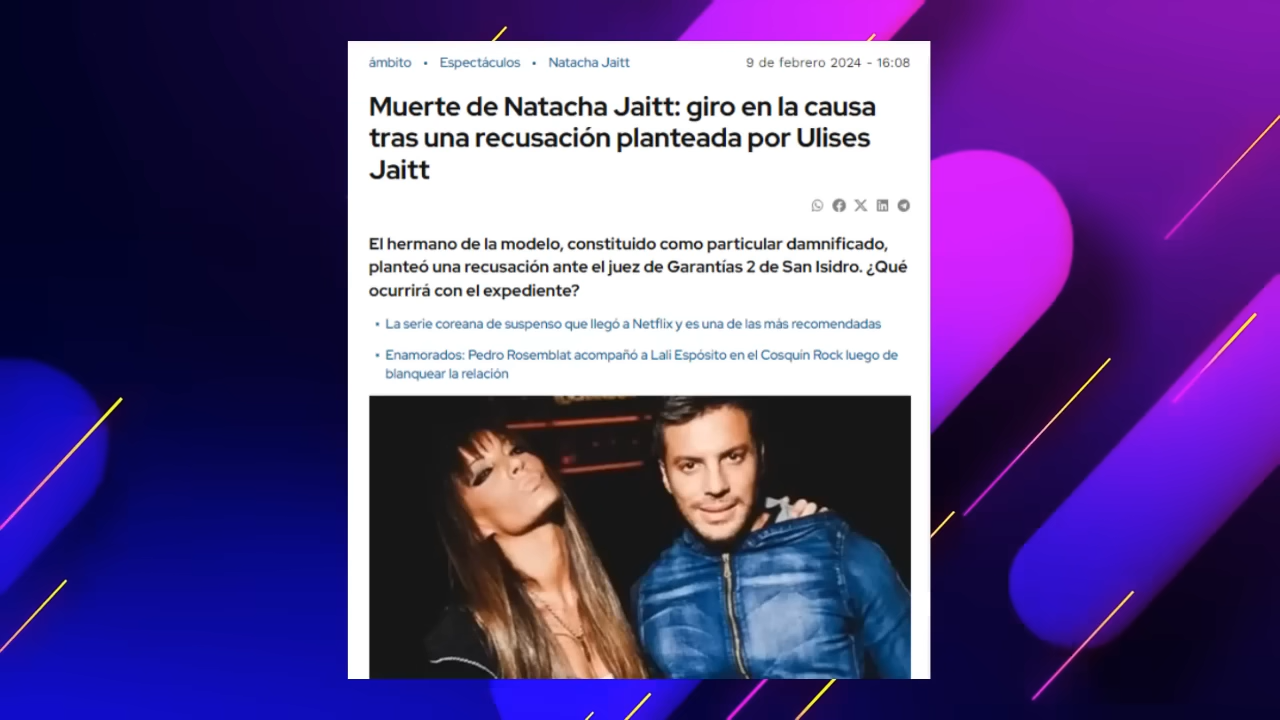 ámbito • Espectáculos • Natacha Jaitt 9 de febrero 2024 - 16:08
Muerte de Natacha Jaitt: giro en la causa
tras una recusación planteada por Ulises
Jaitt
El hermano de la modelo, constituido como particular damnificado,
planteó una recusación ante el juez de Garantías 2 de San Isidro. ¿Qué
ocurrirá con el expediente?
• La serie coreana de suspenso que llegó a Netflix y es una de las más recomendadas
• Enamorados: Pedro Rosemblat acompañó a Lali Espósito en el Cosquín Rock luego de
blanquear la relación